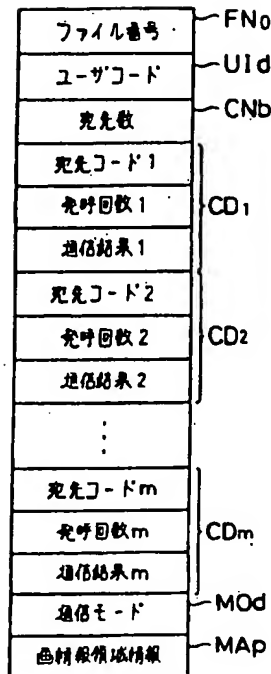 ファイル番号 FNo
ユーザコード UId
宛先数 CNb
宛先コード1
発呼回数1 CD1
通信結果1
宛先コード2
発呼回数2 CD2
通信結果2
⋮
宛先コードm
発呼回数m CDm
通信結果m
通信モード MOd
画情報領域情報 MAp